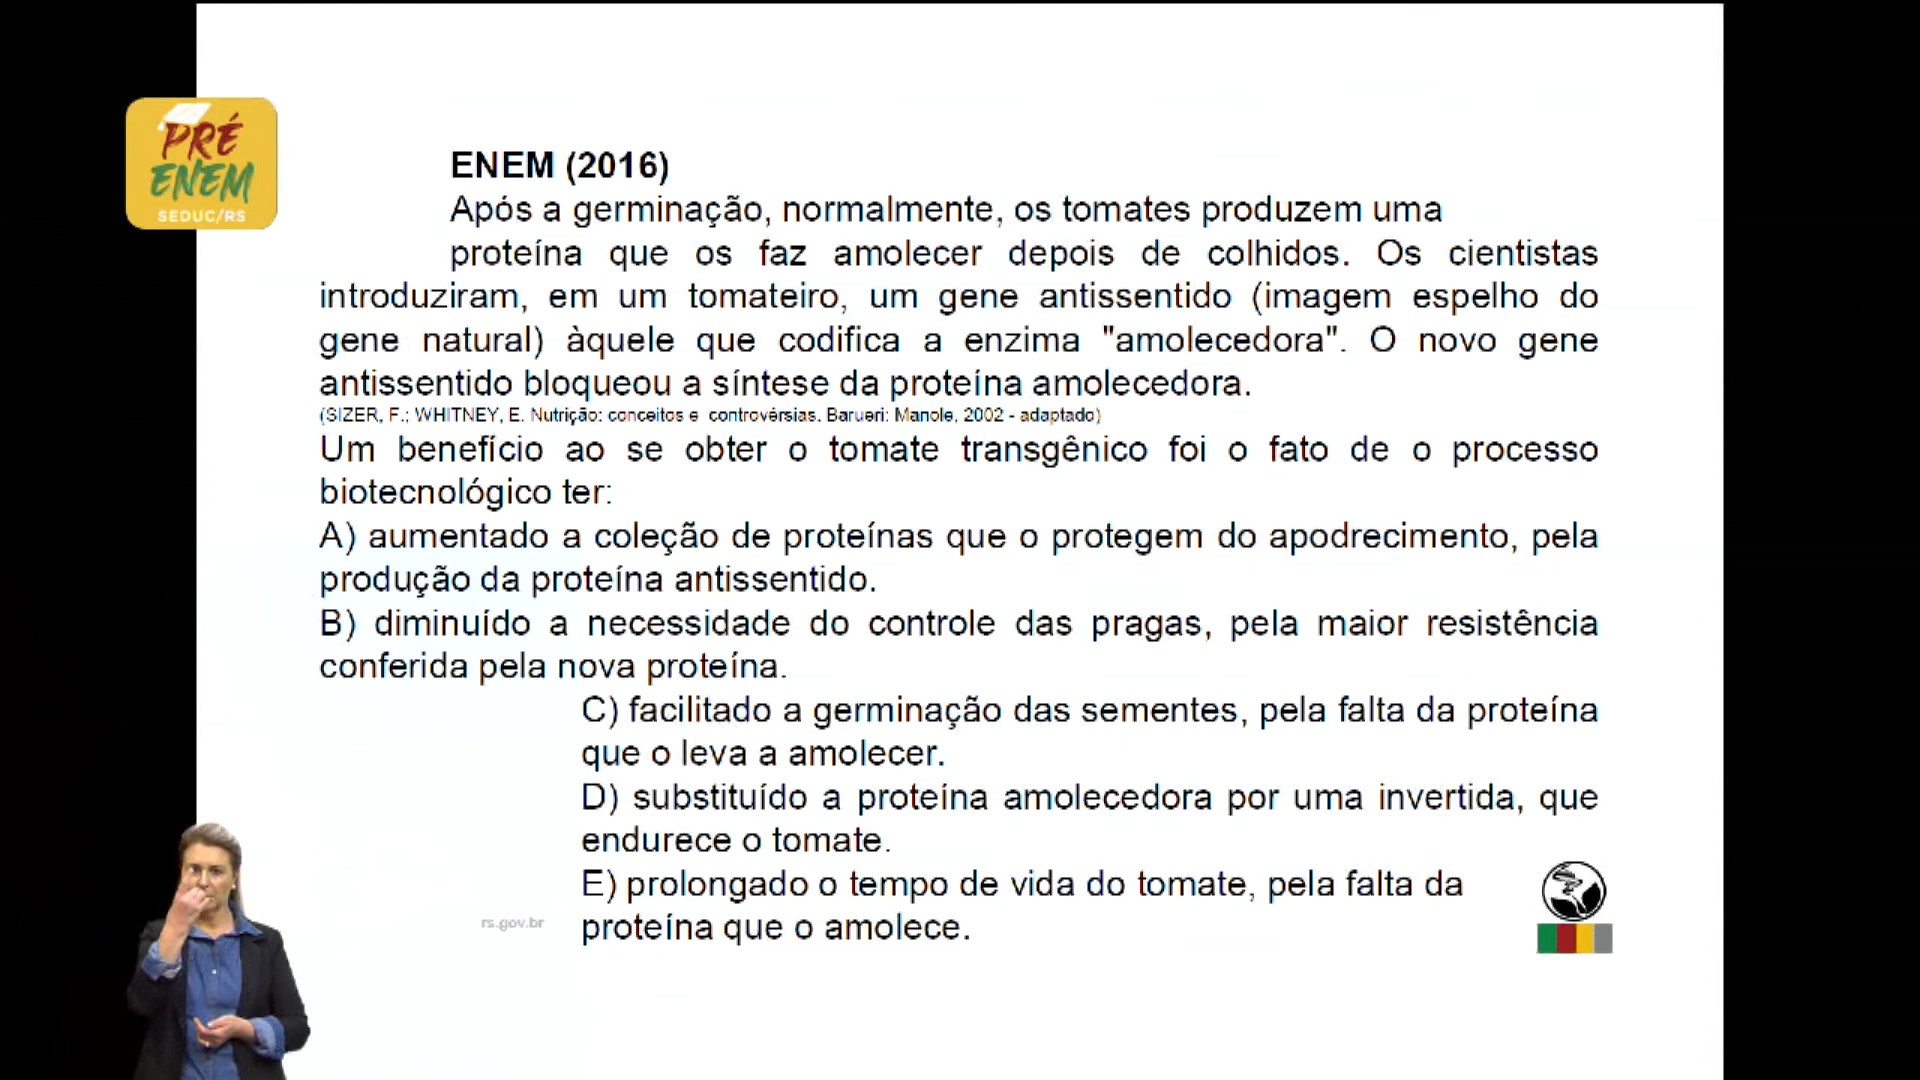 PRÉ
ENEM
SEDUC/RS
ENEM (2016)
Após a germinação, normalmente, os tomates produzem uma
proteína que os faz amolecer depois de colhidos. Os cientistas
introduziram, em um tomateiro, um gene antissentido (imagem espelho do
gene natural) àquele que codifica a enzima "amolecedora". O novo gene
antissentido bloqueou a síntese da proteína amolecedora.
(SIZER, F.; WHITNEY, E. Nutrição: conceitos e controvérsias. Barueri: Manole, 2002 - adaptado)
Um benefício ao se obter o tomate transgênico foi o fato de o processo
biotecnológico ter:
A) aumentado a coleção de proteínas que o protegem do apodrecimento, pela
produção da proteína antissentido.
B) diminuído a necessidade do controle das pragas, pela maior resistência
conferida pela nova proteína.
C) facilitado a germinação das sementes, pela falta da proteína
que o leva a amolecer.
D) substituído a proteína amolecedora por uma invertida, que
endurece o tomate.
E) prolongado o tempo de vida do tomate, pela falta da
proteína que o amolece.
rs.gov.br